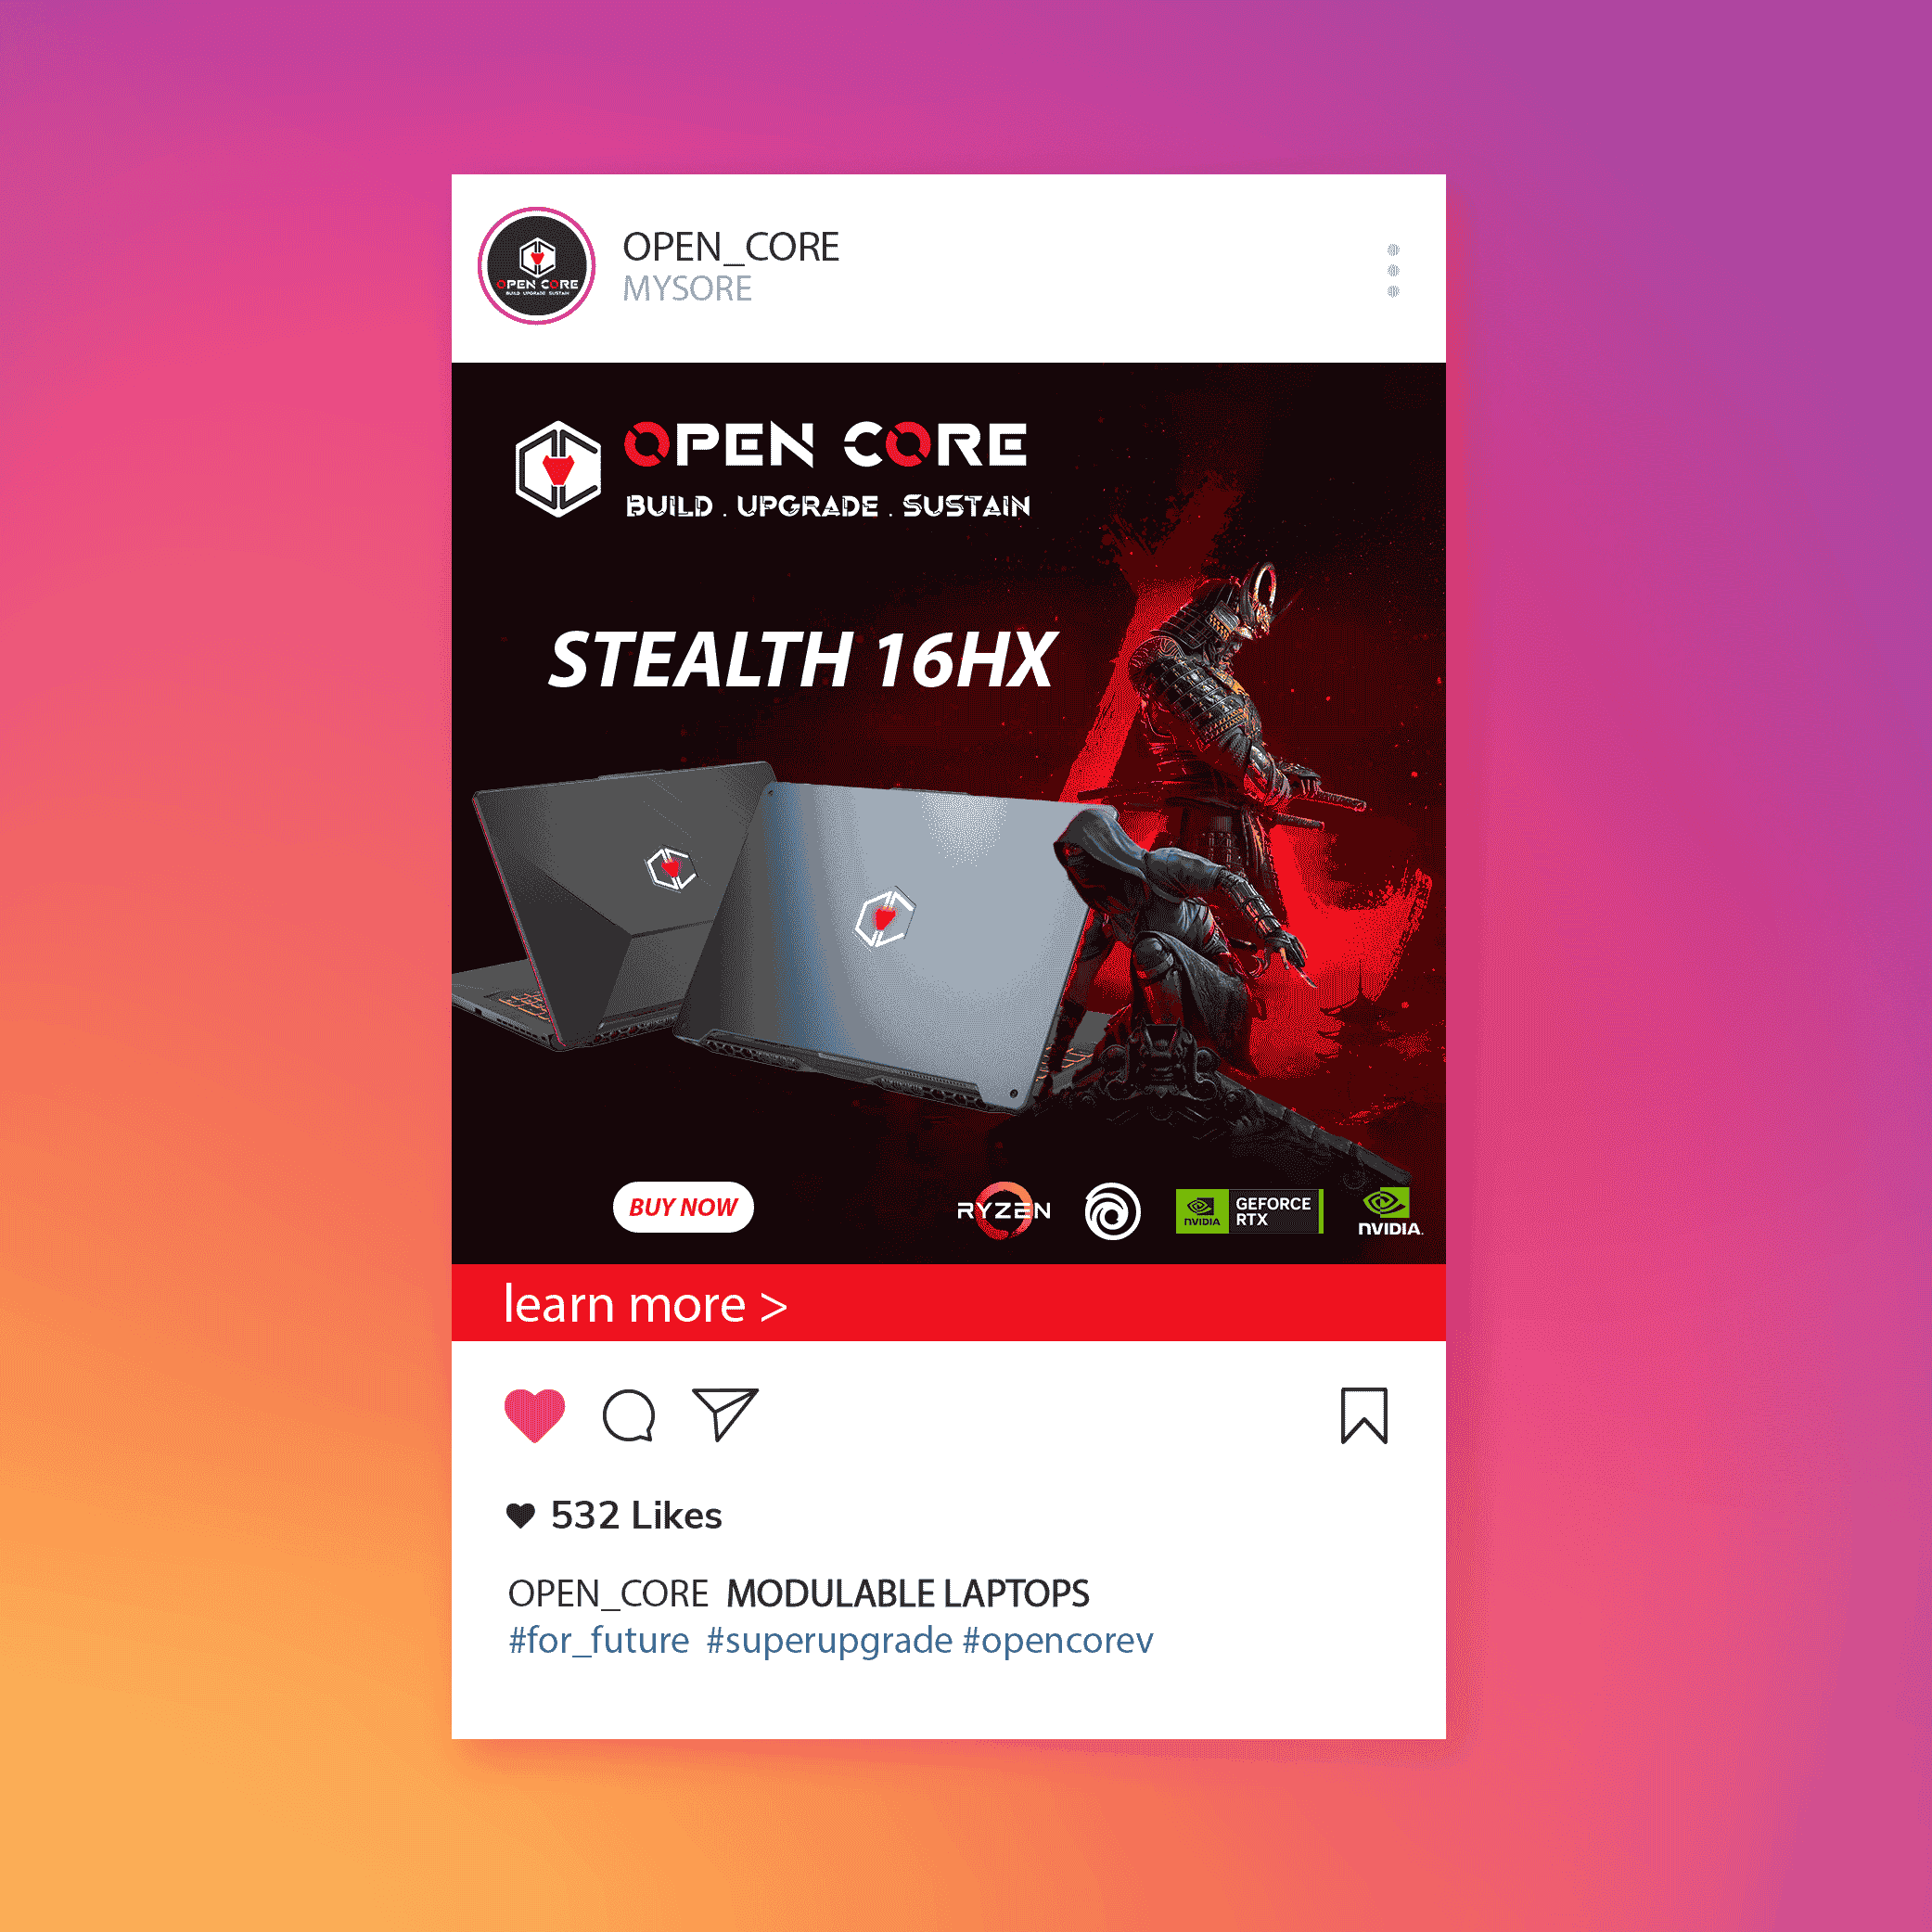 OPEN CORE
BUILD UPGRADE SUSTAIN
OPEN_CORE
MYSORE
OPEN CORE
BUILD . UPGRADE . SUSTAIN
STEALTH 16HX
BUY NOW
RYZEN
NVIDIA
GEFORCE
RTX
NVIDIA.
learn more >
532 Likes
OPEN_CORE MODULABLE LAPTOPS
#for_future #superupgrade #opencorev